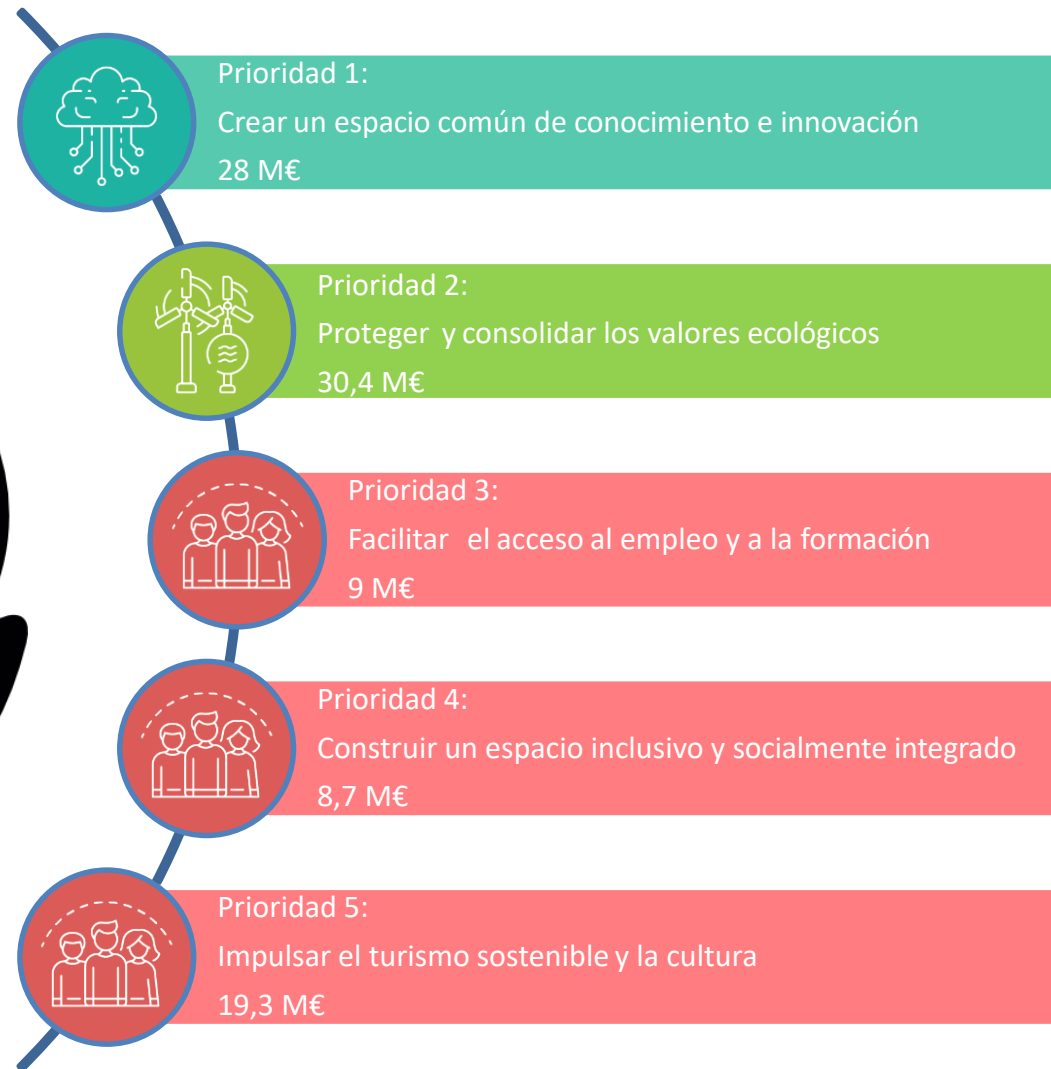 Prioridad 1:
Crear un espacio común de conocimiento e innovación
28 M€
Prioridad 2:
Proteger y consolidar los valores ecológicos
30,4 M€
Prioridad 3:
Facilitar el acceso al empleo y a la formación
9 M€
Prioridad 4:
Construir un espacio inclusivo y socialmente integrado
8,7 M€
Prioridad 5:
Impulsar el turismo sostenible y la cultura
19,3 M€